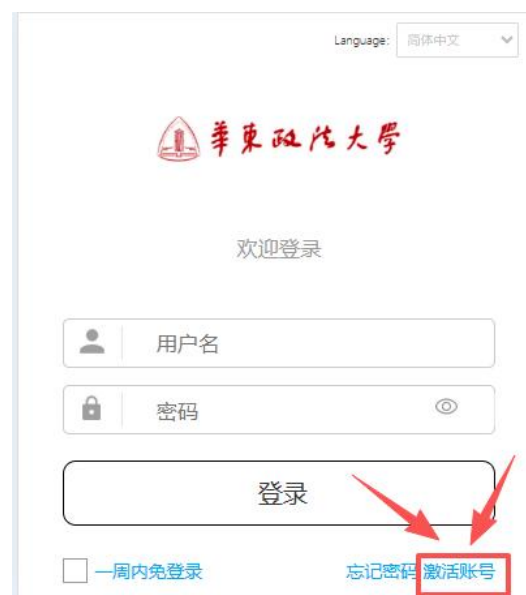 Language: 简体中文
華東政法大學
欢迎登录
用户名
密码
登录
一周内免登录 忘记密码 激活账号